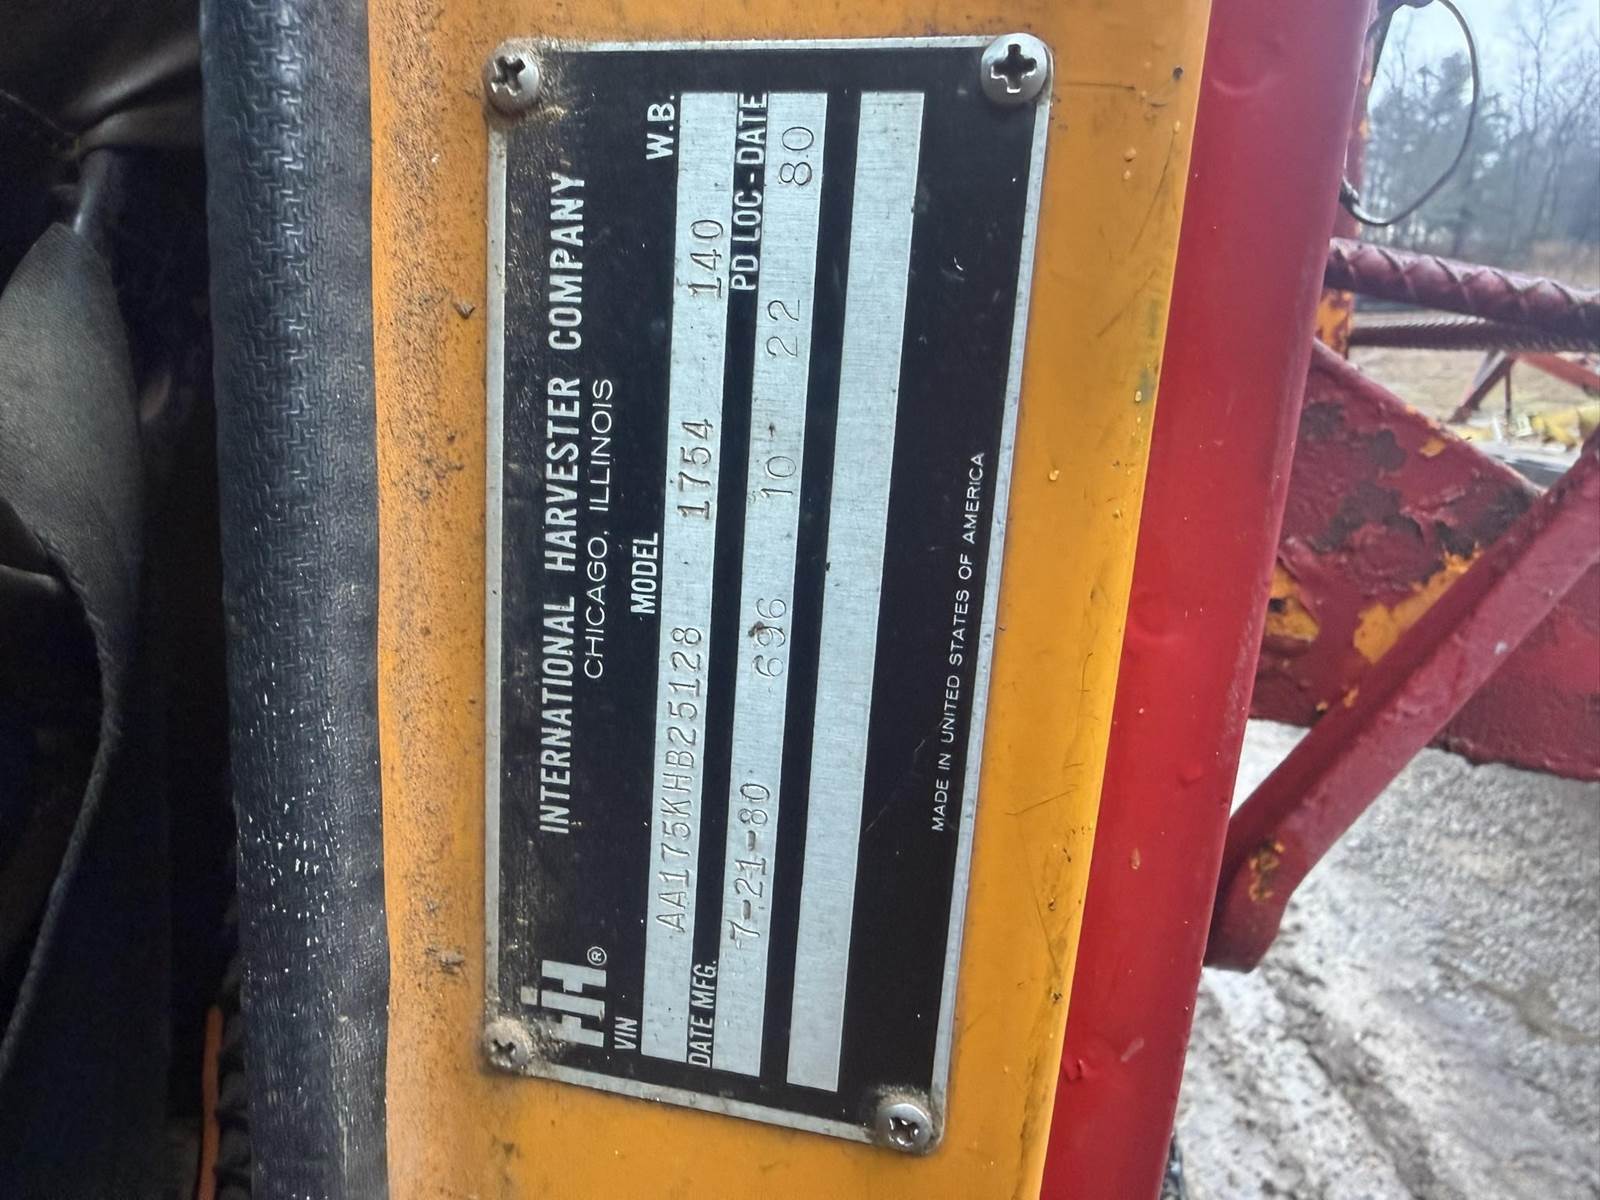 IH® INTERNATIONAL HARVESTER COMPANY
CHICAGO, ILLINOIS
VIN MODEL W.B.
AA175KHB25128 1754 140
DATE MFG. PD LOC.-DATE
7-21-80 696 10- 22 80
MADE IN UNITED STATES OF AMERICA